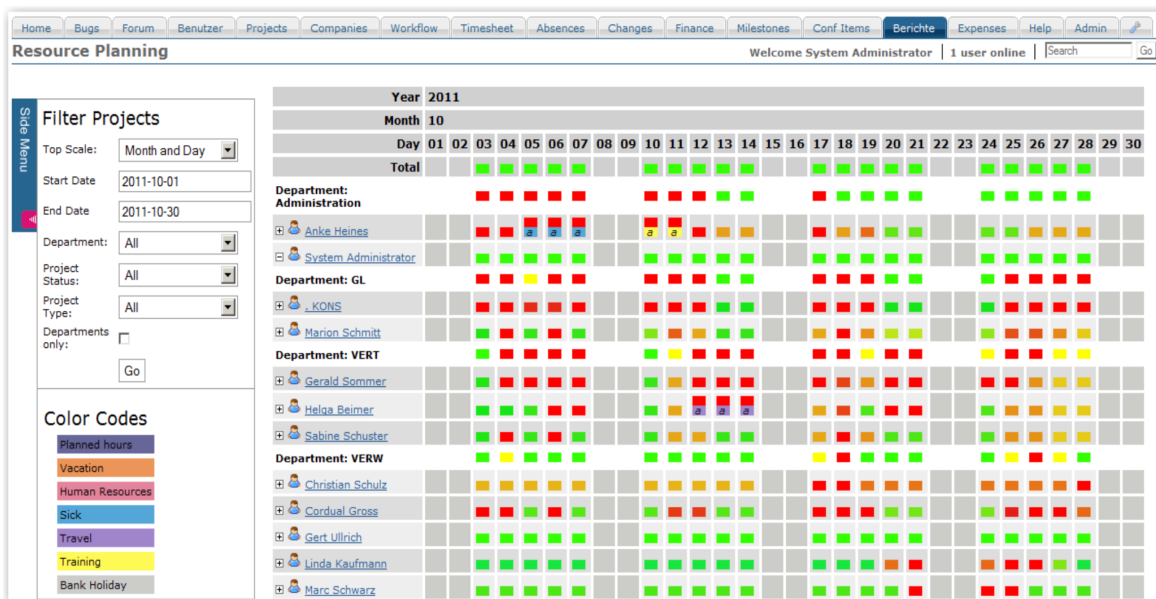 Home Bugs Forum Benutzer Projects Companies Workflow Timesheet Absences Changes Finance Milestones Conf Items Berichte Expenses Help Admin
Resource Planning
Welcome System Administrator | 1 user online | Search Go
Side Menu
Filter Projects
Top Scale: Month and Day
Start Date 2011-10-01
End Date 2011-10-30
Department: All
Project Status: All
Project Type: All
Departments only:
Go
Color Codes
Planned hours
Vacation
Human Resources
Sick
Travel
Training
Bank Holiday
Year 2011
Month 10
Day 01 02 03 04 05 06 07 08 09 10 11 12 13 14 15 16 17 18 19 20 21 22 23 24 25 26 27 28 29 30
Total
Department:
Administration
Anke Heines a a a a a
System Administrator
Department: GL
. KONS
Marion Schmitt
Department: VERT
Gerald Sommer
Helga Beimer a a a
Sabine Schuster
Department: VERW
Christian Schulz
Cordual Gross
Gert Ullrich
Linda Kaufmann
Marc Schwarz